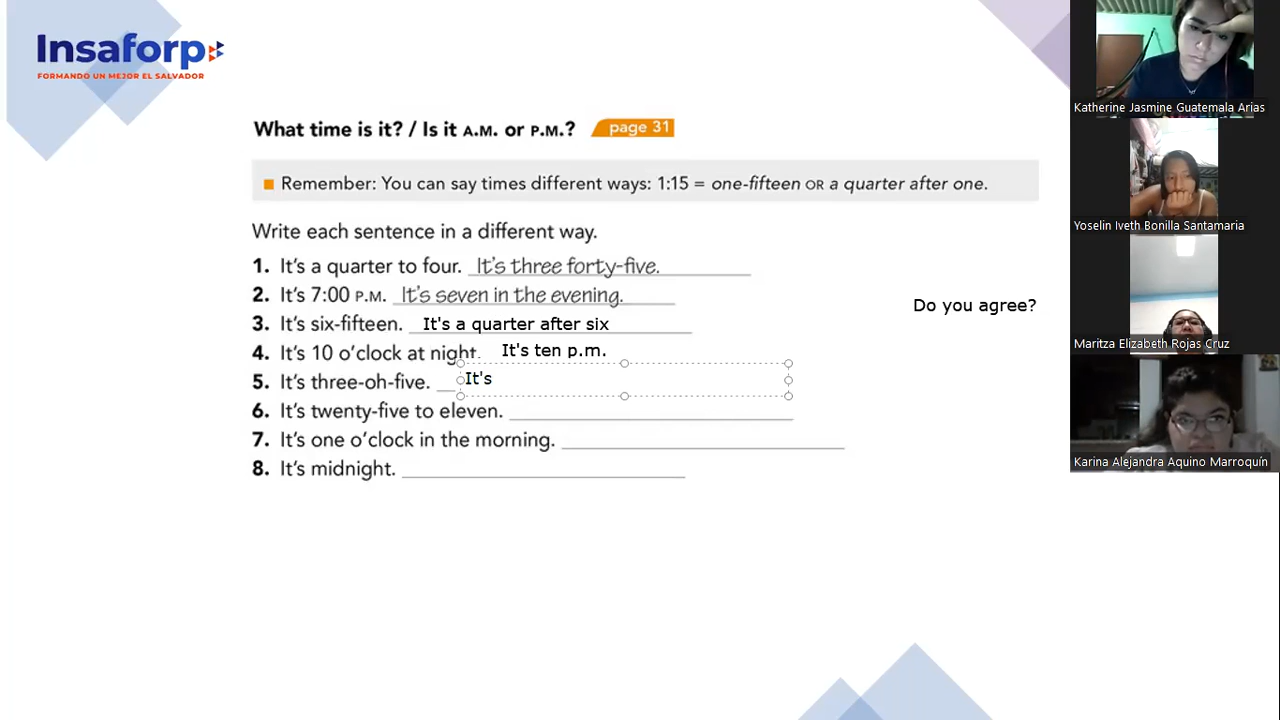 Insaforp
FORMANDO UN MEJOR EL SALVADOR
What time is it? / Is it A.M. or P.M.? page 31
Remember: You can say times different ways: 1:15 = one-fifteen OR a quarter after one.
Write each sentence in a different way.
1. It's a quarter to four. It's three forty-five.
2. It's 7:00 P.M. It's seven in the evening.
3. It's six-fifteen. It's a quarter after six
4. It's 10 o'clock at night. It's ten p.m.
5. It's three-oh-five. It's
6. It's twenty-five to eleven.
7. It's one o'clock in the morning.
8. It's midnight.
Do you agree?
Katherine Jasmine Guatemala Arias
Yoselin Iveth Bonilla Santamaria
Maritza Elizabeth Rojas Cruz
Karina Alejandra Aquino Marroquín